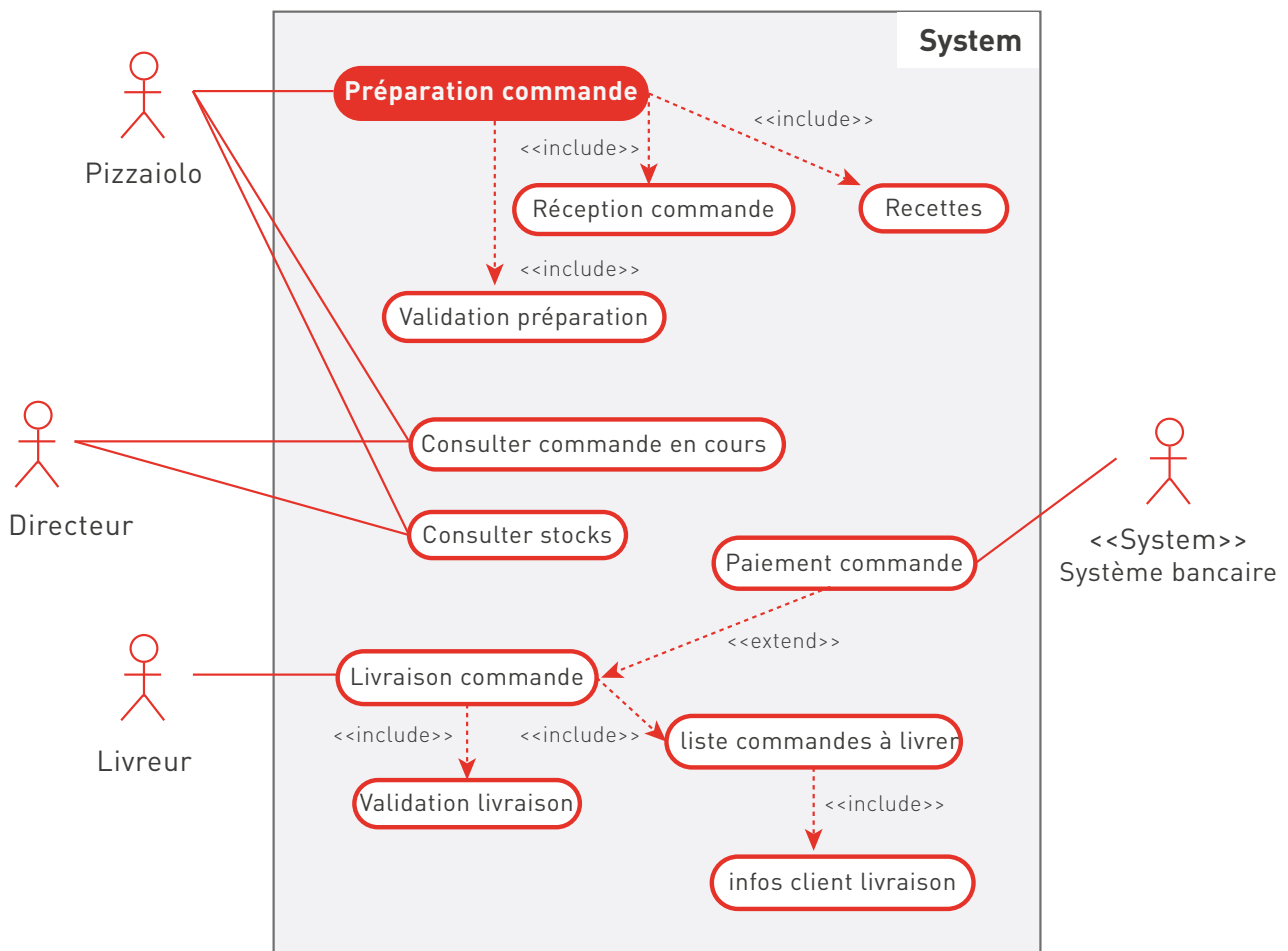 System
Préparation commande
<<include>>
<<include>>
Pizzaiolo
Réception commande
Recettes
<<include>>
Validation préparation
Consulter commande en cours
Directeur
Consulter stocks
<<System>>
Système bancaire
Paiement commande
<<extend>>
Livraison commande
<<include>>
<<include>>
liste commandes à livrer
Livreur
Validation livraison
<<include>>
infos client livraison